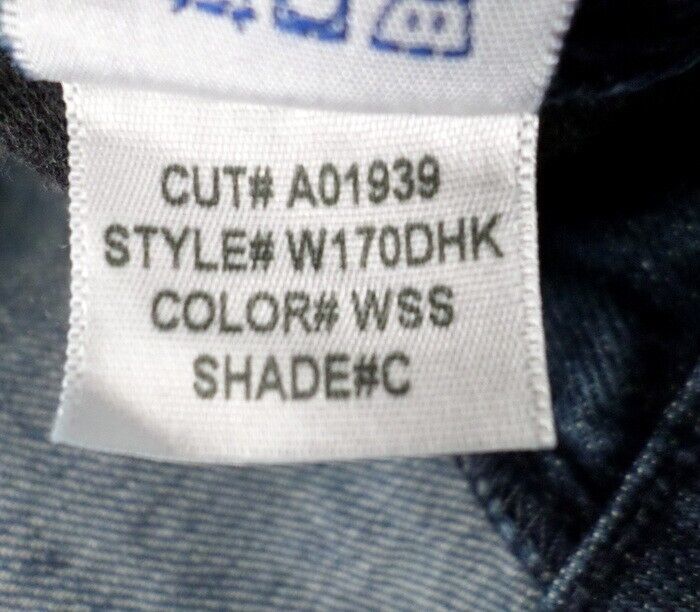 CUT# A01939
STYLE# W170DHK
COLOR# WSS
SHADE#C